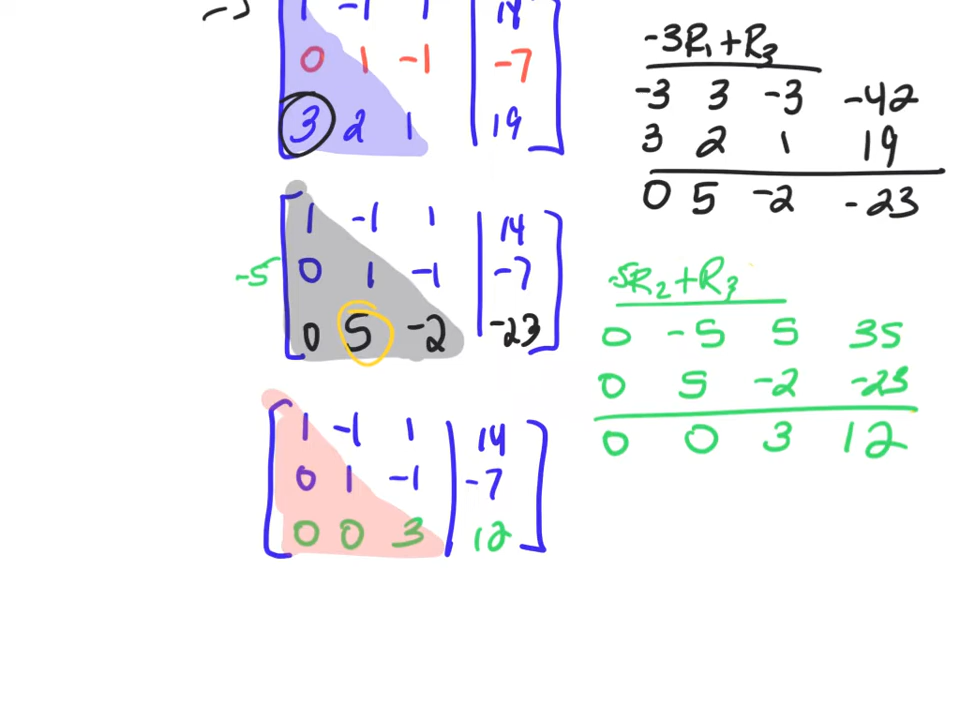 -3
1 -1 1 14
0 1 -1 -7
3 2 1 19
-3R₁+R₃
-3 3 -3 -42
3 2 1 19
0 5 -2 -23
1 -1 1 14
-5 0 1 -1 -7
0 5 -2 -23
-5R₂+R₃
0 -5 5 35
0 5 -2 -23
0 0 3 12
1 -1 1 14
0 1 -1 -7
0 0 3 12